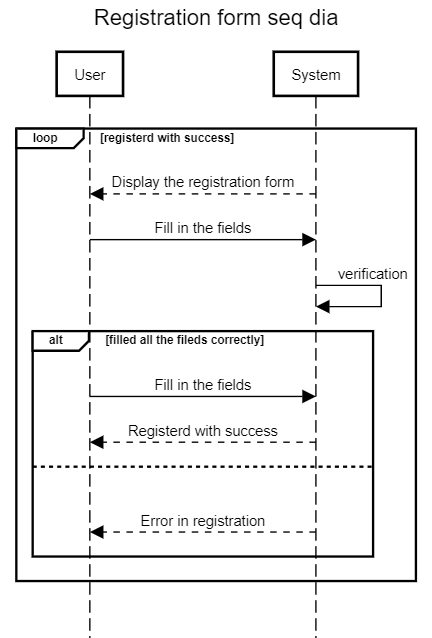 Registration form seq dia
User
System
loop
[registerd with success]
Display the registration form
Fill in the fields
verification
alt
[filled all the fileds correctly]
Fill in the fields
Registerd with success
Error in registration